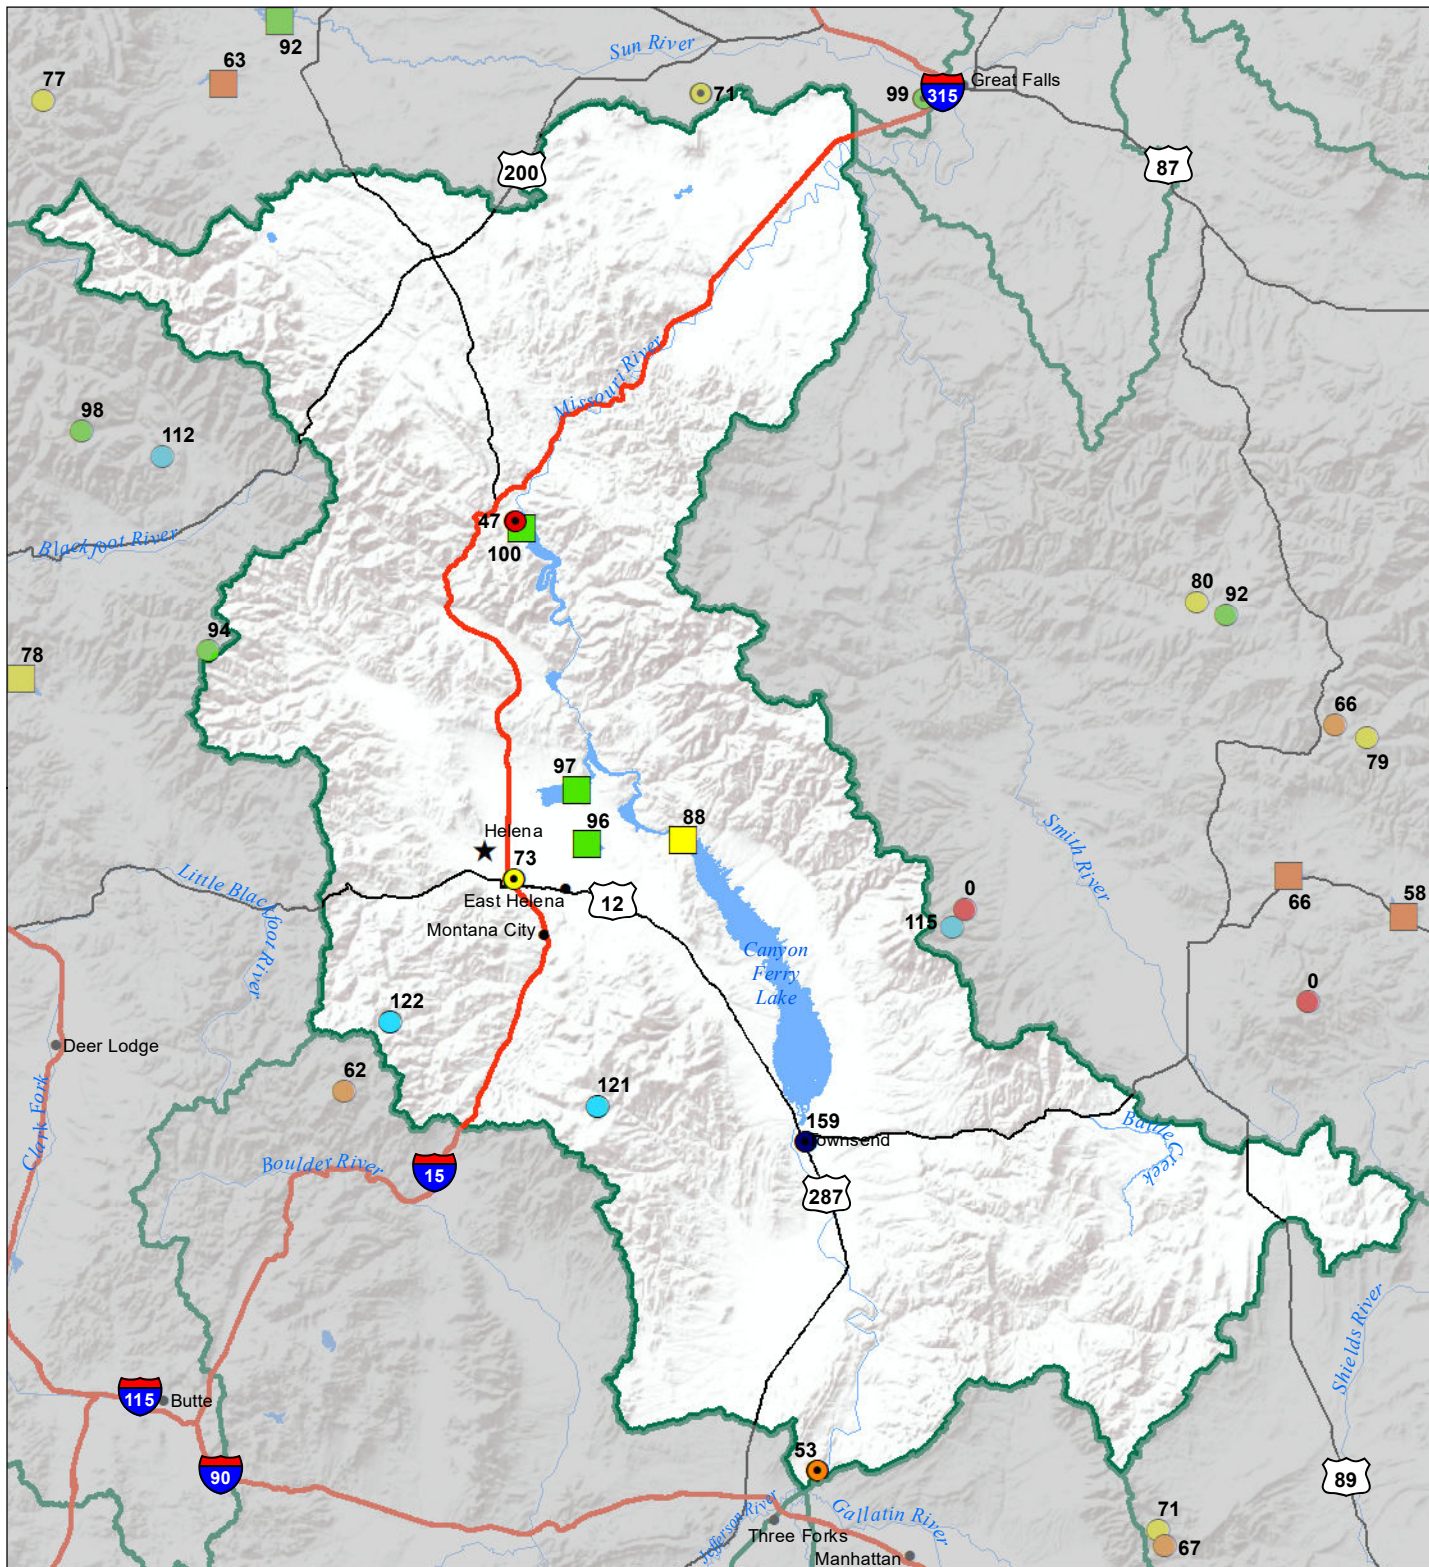 92
63
77
Sun River
71
99
315
Great Falls
200
87
Missouri River
98
112
47
100
Blackfoot River
80
92
94
78
66
79
97
96
88
Helena
73
East Helena
12
Montana City
Little Blackfoot River
Smith River
0
115
66
58
0
Canyon
Ferry
Lake
122
Deer Lodge
62
121
159
Townsend
Battle Creek
Clark Fork
Boulder River
15
287
Shields River
115
Butte
90
53
89
Jefferson River
Gallatin River
Three Forks
Manhattan
71
67